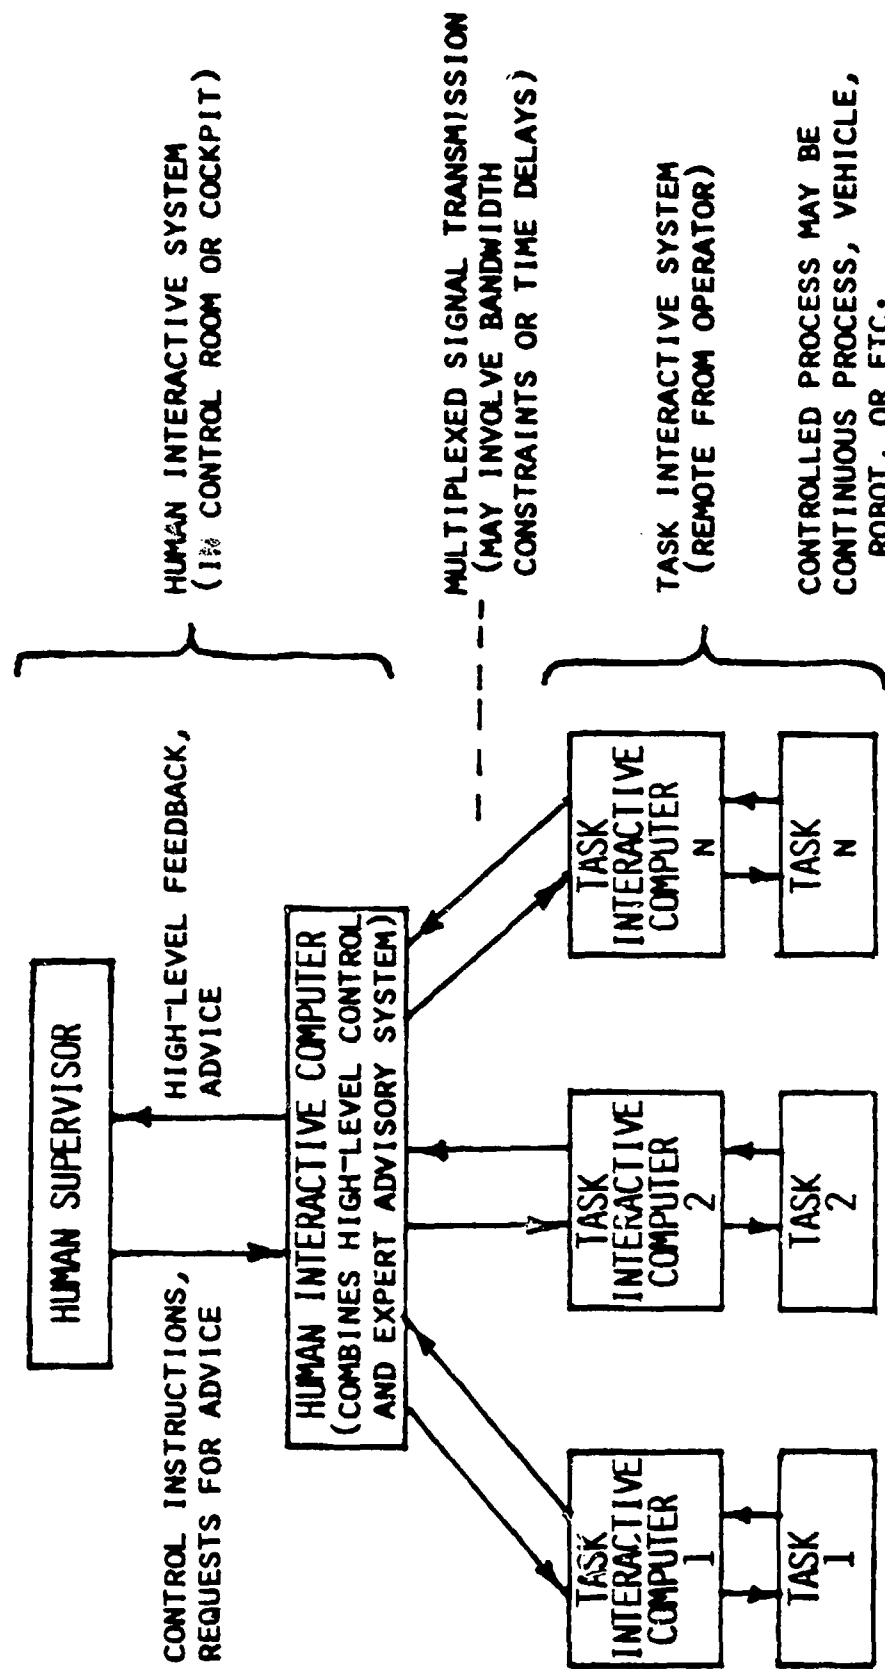 HUMAN SUPERVISOR
CONTROL INSTRUCTIONS,
REQUESTS FOR ADVICE
HIGH-LEVEL FEEDBACK,
ADVICE
HUMAN INTERACTIVE SYSTEM
(IN CONTROL ROOM OR COCKPIT)
HUMAN INTERACTIVE COMPUTER
(COMBINES HIGH-LEVEL CONTROL
AND EXPERT ADVISORY SYSTEM)
MULTIPLEXED SIGNAL TRANSMISSION
(MAY INVOLVE BANDWIDTH
CONSTRAINTS OR TIME DELAYS)
TASK
INTERACTIVE
COMPUTER
1
TASK
INTERACTIVE
COMPUTER
2
TASK
INTERACTIVE
COMPUTER
N
TASK INTERACTIVE SYSTEM
(REMOTE FROM OPERATOR)
TASK
1
TASK
2
TASK
N
CONTROLLED PROCESS MAY BE
CONTINUOUS PROCESS, VEHICLE,
ROBOT, OR ETC.